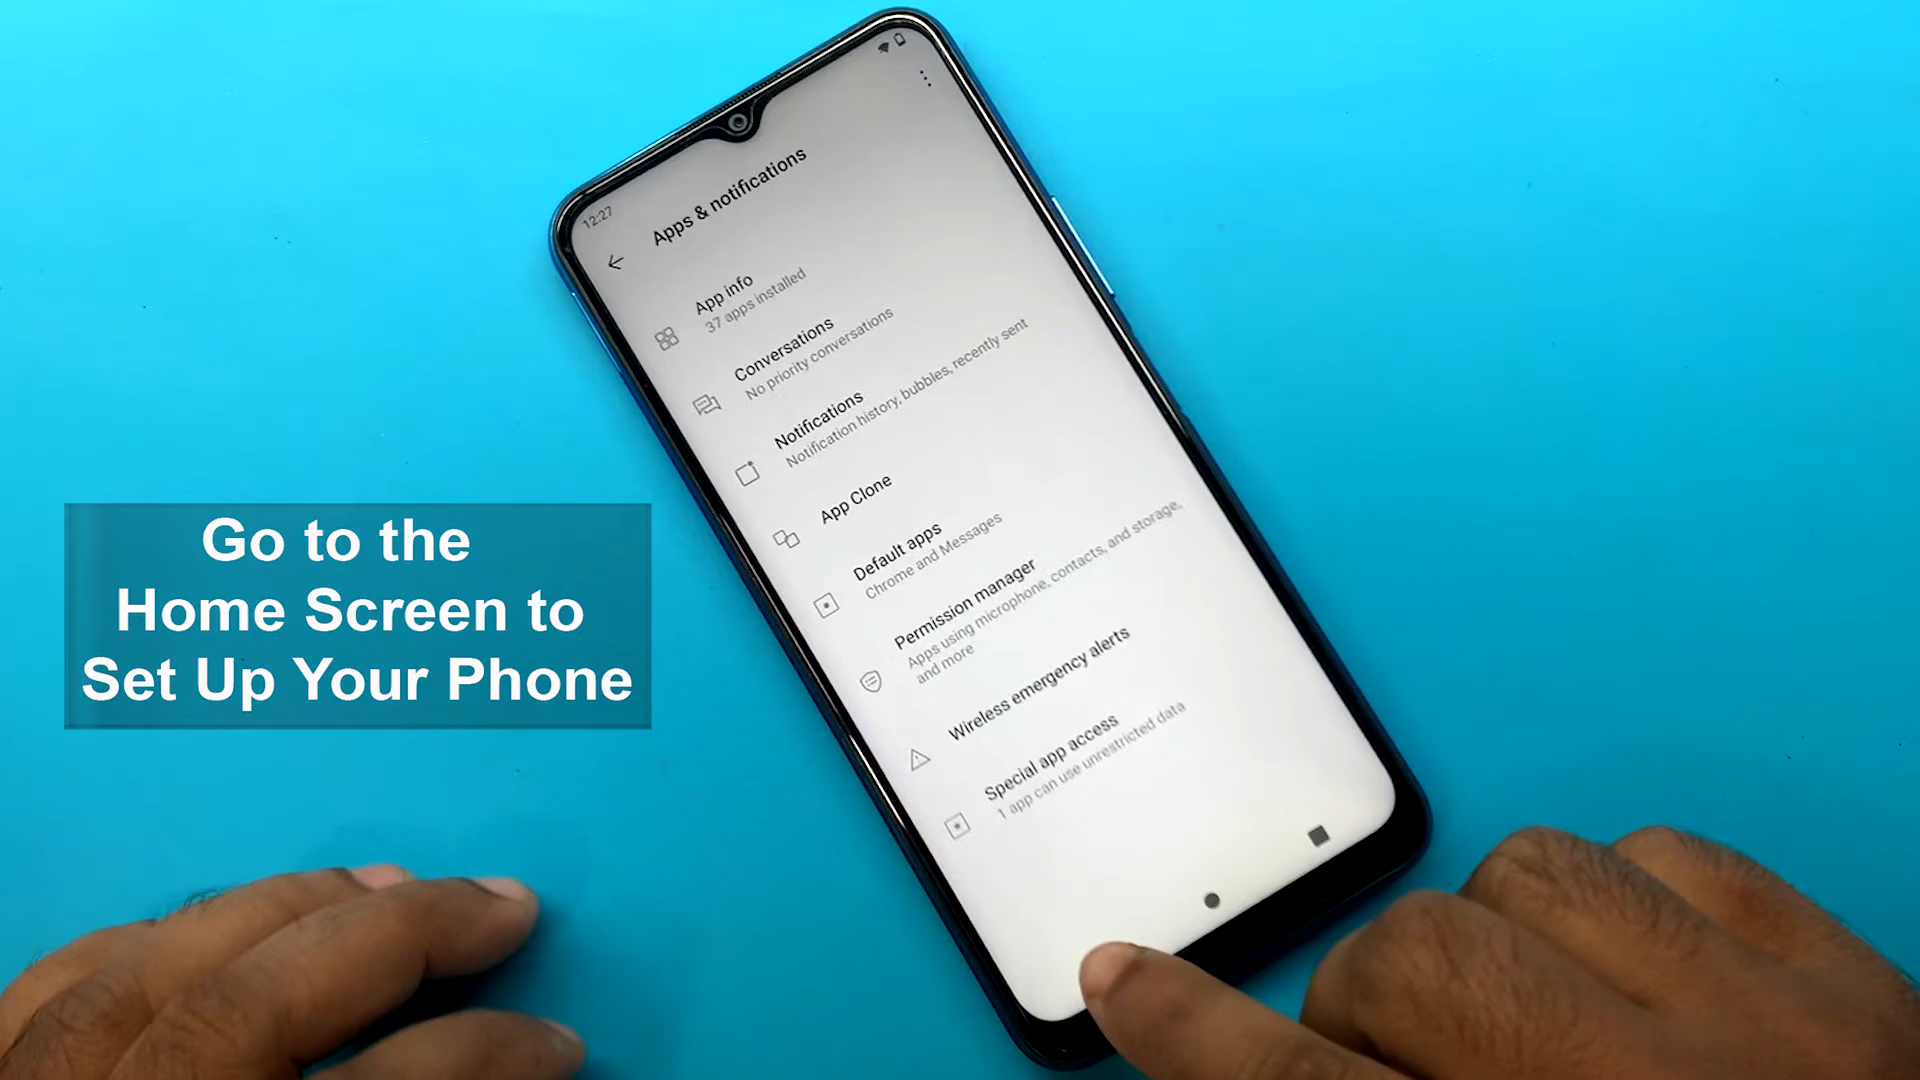 12:27
Apps & notifications
App info
37 apps installed
Conversations
No priority conversations
Notifications
Notification history, bubbles, recently sent
App Clone
Default apps
Chrome and Messages
Permission manager
Apps using microphone, contacts, and storage,
and more
Wireless emergency alerts
Special app access
1 app can use unrestricted data
Go to the
Home Screen to
Set Up Your Phone